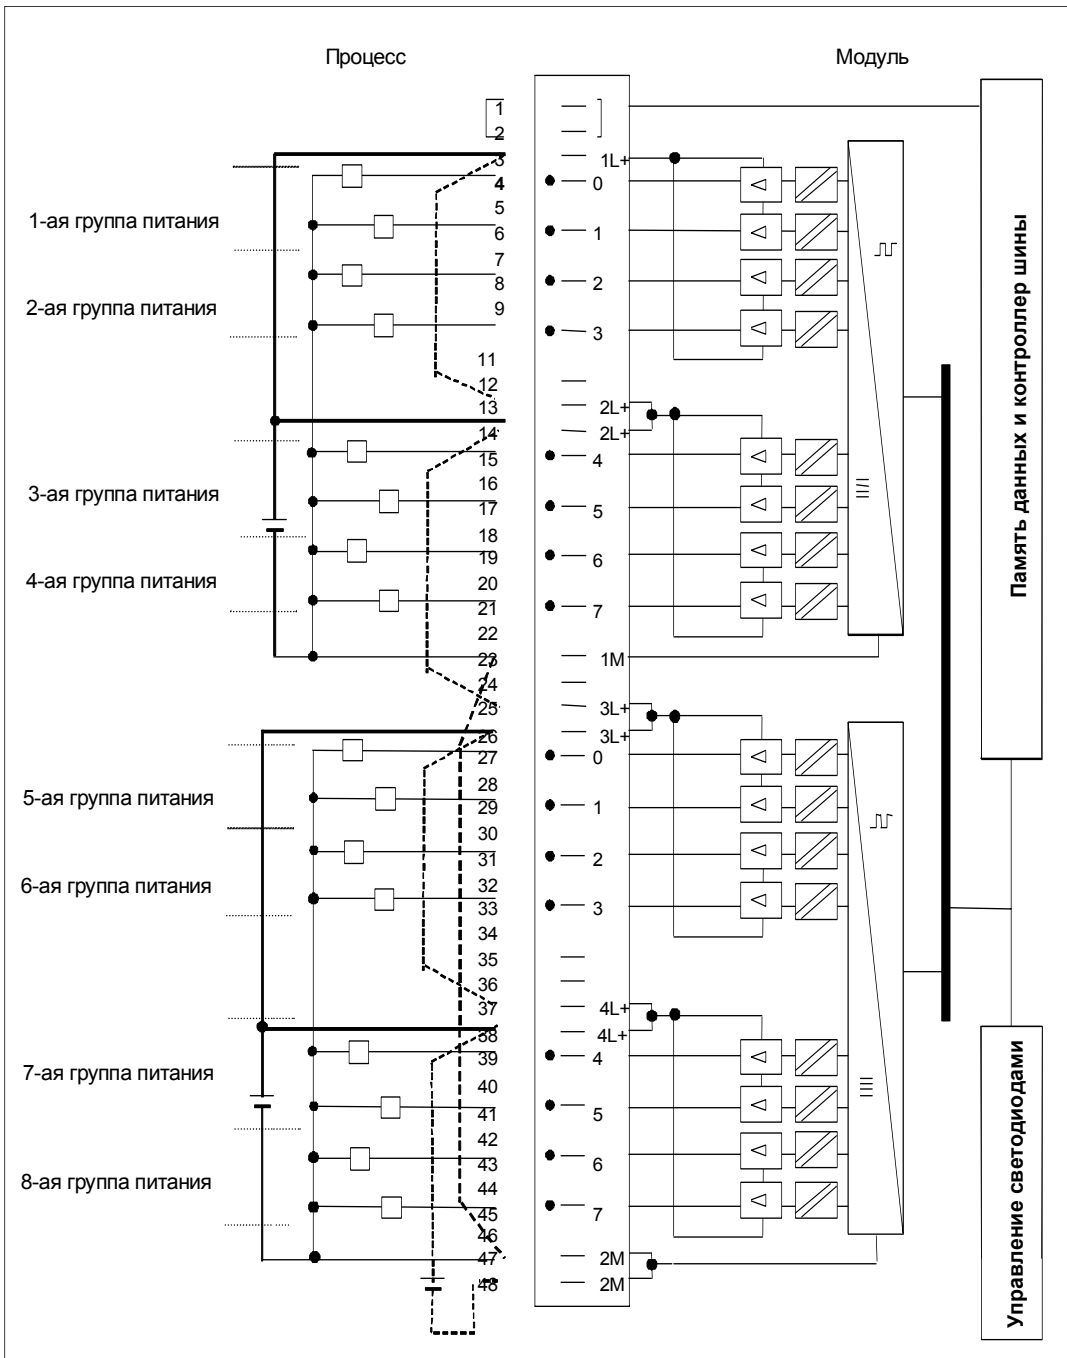 Процесс
Модуль
1
2
3
4
5
6
7
8
9
11
12
13
14
15
16
17
18
19
20
21
22
23
24
25
26
27
28
29
30
31
32
33
34
35
36
37
38
39
40
41
42
43
44
45
46
47
48
1-ая группа питания
2-ая группа питания
3-ая группа питания
4-ая группа питания
5-ая группа питания
6-ая группа питания
7-ая группа питания
8-ая группа питания
1L+
0
1
2
3
2L+
2L+
4
5
6
7
1M
3L+
3L+
0
1
2
3
4L+
4L+
4
5
6
7
2M
2M
Память данных и контроллер шины
Управление светодиодами